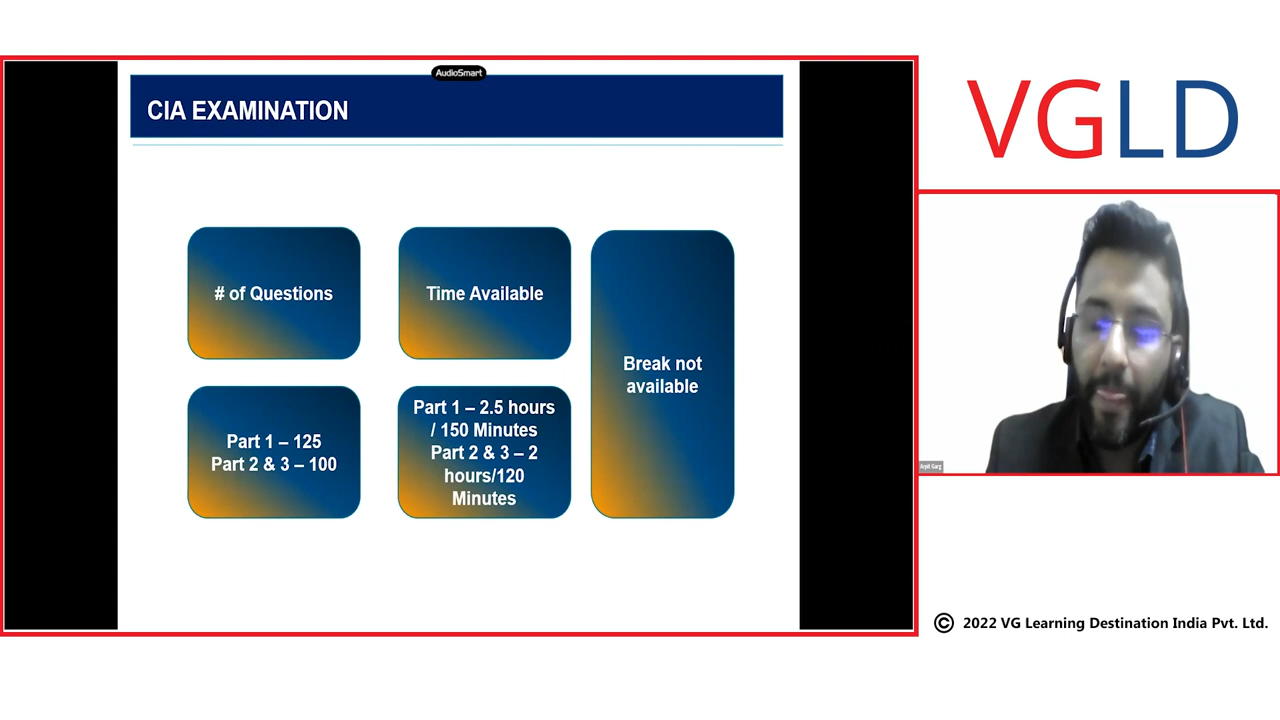 AudioSmart
CIA EXAMINATION
# of Questions
Time Available
Break not
available
Part 1 – 125
Part 2 & 3 – 100
Part 1 – 2.5 hours
/ 150 Minutes
Part 2 & 3 – 2
hours/120
Minutes
VGLD
Arpit Garg
© 2022 VG Learning Destination India Pvt. Ltd.